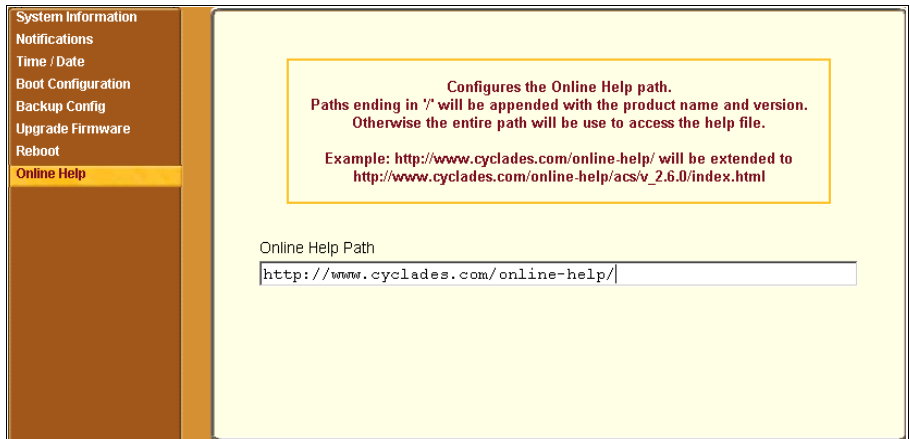 System Information
Notifications
Time / Date
Boot Configuration
Backup Config
Upgrade Firmware
Reboot
Online Help
Configures the Online Help path.
Paths ending in '/' will be appended with the product name and version.
Otherwise the entire path will be use to access the help file.
Example: http://www.cyclades.com/online-help/ will be extended to
http://www.cyclades.com/online-help/acs/v_2.6.0/index.html
Online Help Path
http://www.cyclades.com/online-help/